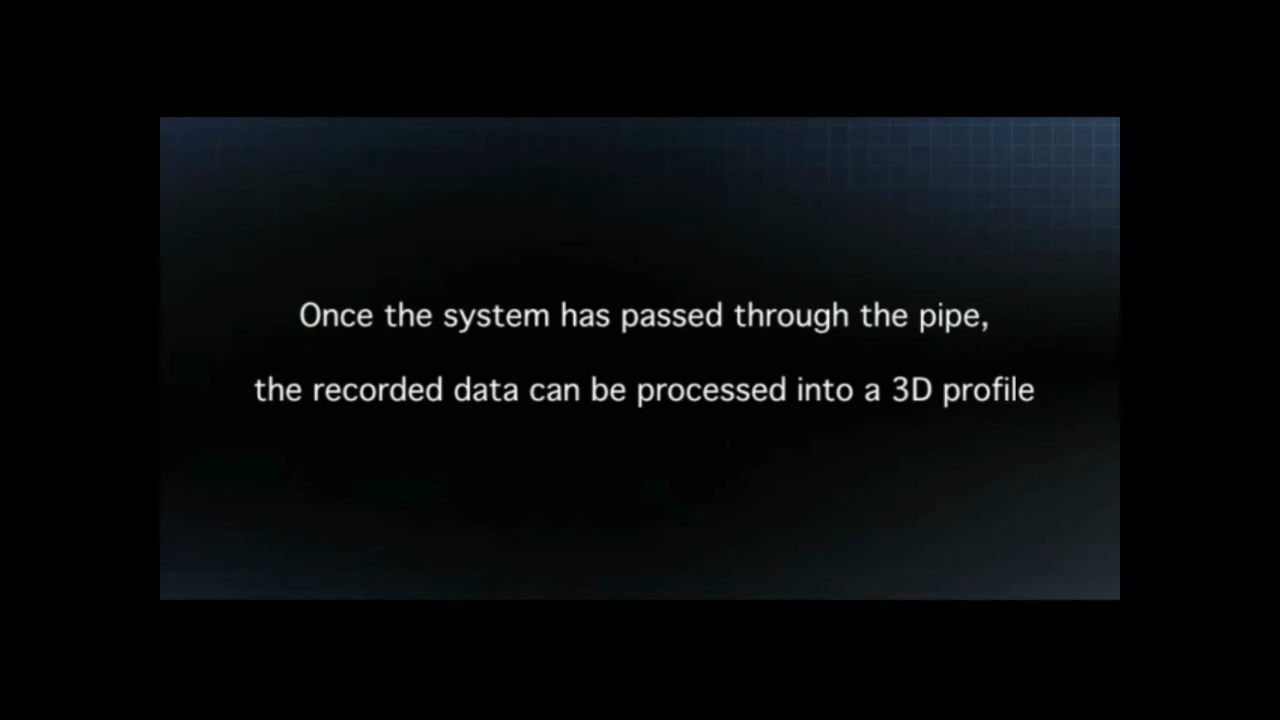 Once the system has passed through the pipe,
the recorded data can be processed into a 3D profile